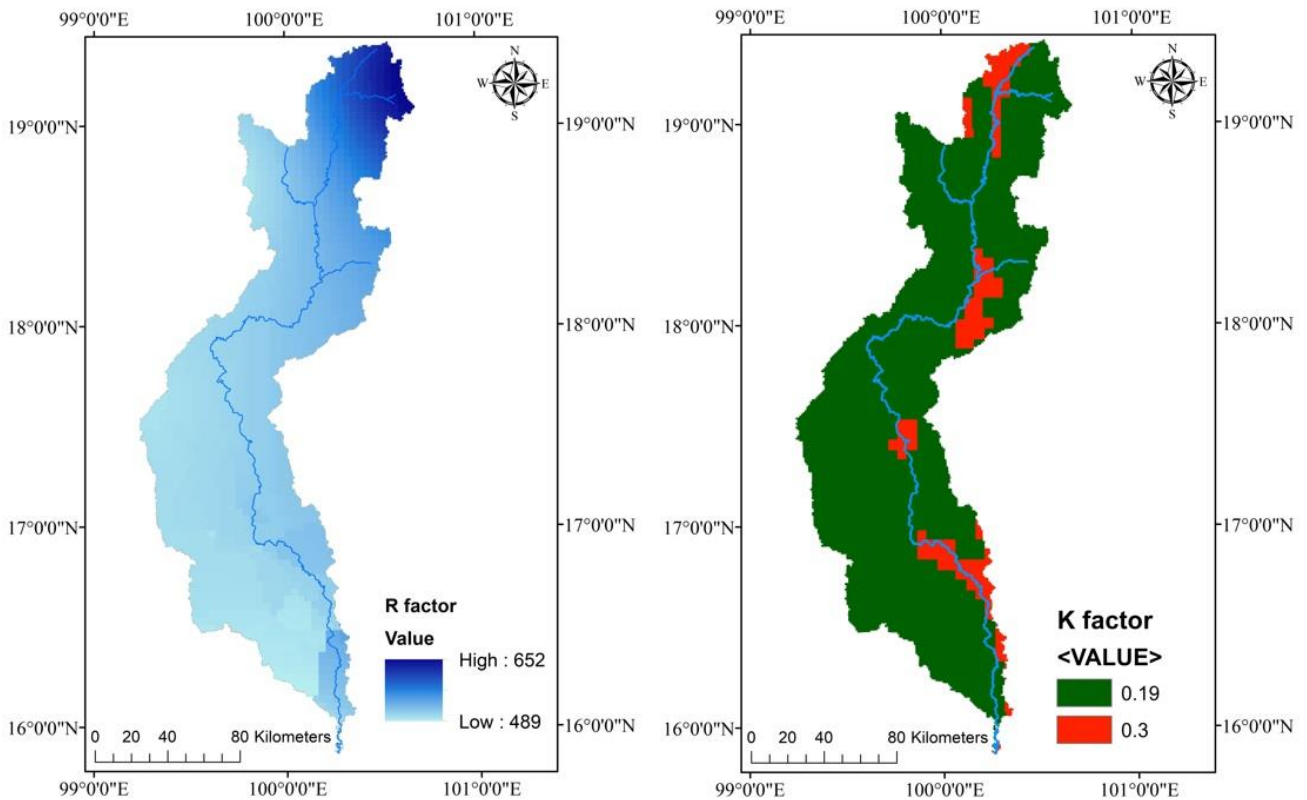 99°0'0"E 100°0'0"E 101°0'0"E
N
W E
S
19°0'0"N 19°0'0"N
18°0'0"N 18°0'0"N
17°0'0"N 17°0'0"N
R factor
Value
High : 652
Low : 489
16°0'0"N 16°0'0"N
0 20 40 80 Kilometers
99°0'0"E 100°0'0"E 101°0'0"E
99°0'0"E 100°0'0"E 101°0'0"E
N
W E
S
19°0'0"N 19°0'0"N
18°0'0"N 18°0'0"N
17°0'0"N 17°0'0"N
K factor
<VALUE>
0.19
0.3
16°0'0"N 16°0'0"N
0 20 40 80 Kilometers
99°0'0"E 100°0'0"E 101°0'0"E